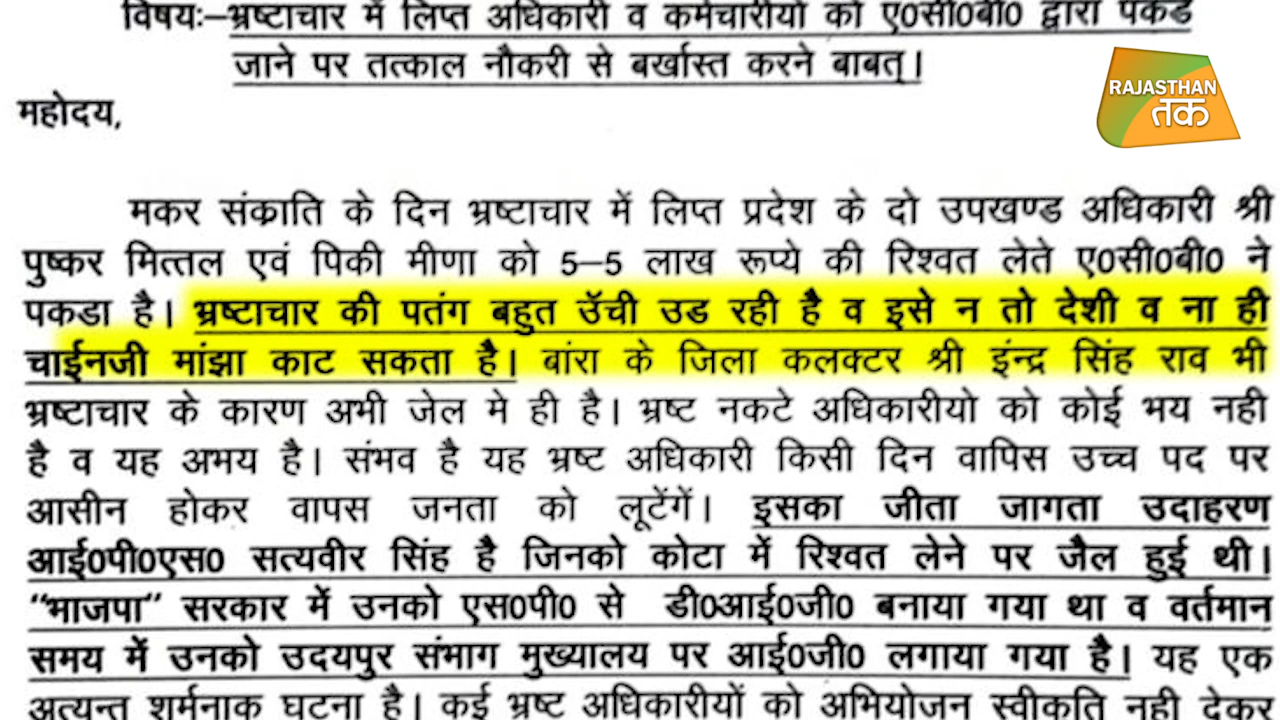 विषयः–भ्रष्टाचार में लिप्त अधिकारी व कर्मचारीयो को ए0सी0बी0 द्वारा पकडे
जाने पर तत्काल नौकरी से बर्खास्त करने बाबत्।
महोदय,
RAJASTHAN
तक
मकर संक्राति के दिन भ्रष्टाचार में लिप्त प्रदेश के दो उपखण्ड अधिकारी श्री
पुष्कर मित्तल एवं पिकी मीणा को 5–5 लाख रूप्ये की रिश्वत लेते ए0सी0बी0 ने
पकडा है। भ्रष्टाचार की पतंग बहुत उॅची उड रही है व इसे न तो देशी व ना ही
चाईनजी मांझा काट सकता है। बांरा के जिला कलक्टर श्री इंन्द्र सिंह राव भी
भ्रष्टाचार के कारण अभी जेल मे ही है। भ्रष्ट नकटे अधिकारीयो को कोई भय नही
है व यह अभय है। संभव है यह भ्रष्ट अधिकारी किसी दिन वापिस उच्च पद पर
आसीन होकर वापस जनता को लूटेंगें। इसका जीता जागता उदाहरण
आई0पी0एस0 सत्यवीर सिंह है जिनको कोटा में रिश्वत लेने पर जैल हुई थी।
“भाजपा” सरकार में उनको एस0पी0 से डी0आई0जी0 बनाया गया था व वर्तमान
समय में उनको उदयपुर संभाग मुख्यालय पर आई0जी0 लगाया गया है। यह एक
अत्यन्त शर्मनाक घटना है। कई भ्रष्ट अधिकारीयों को अभियोजन स्वीकृति नही देकर